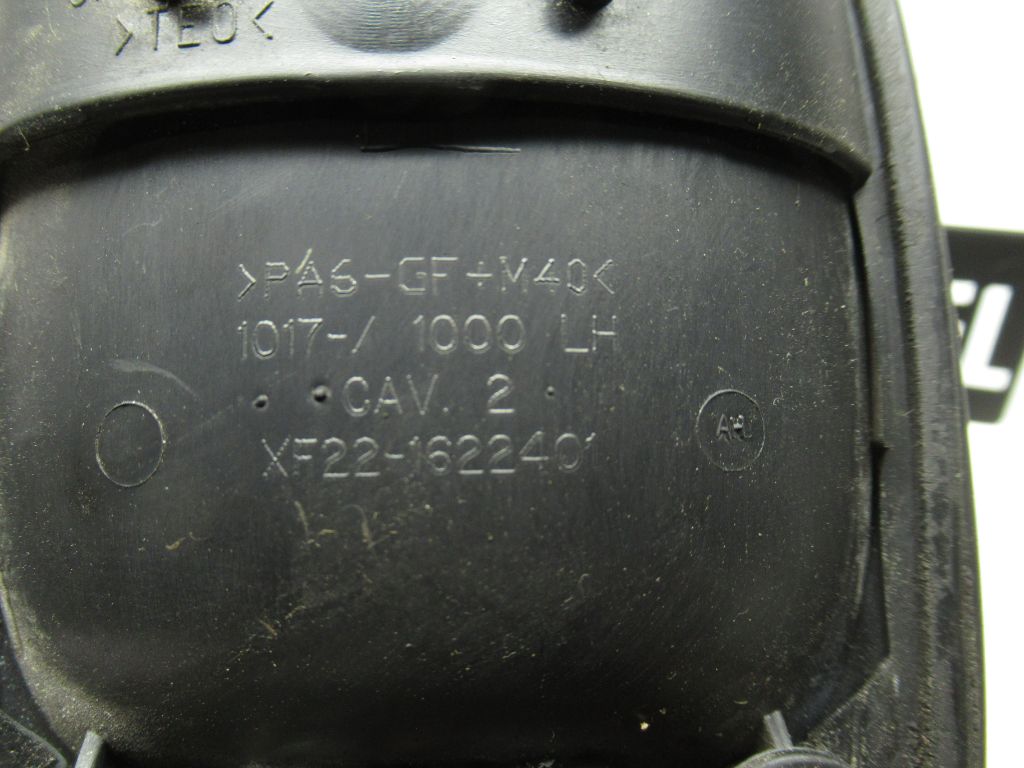 >TEO<
>PA6-GF+M40<
1017-/ 1000 LH
CAV. 2
XF22-1622401